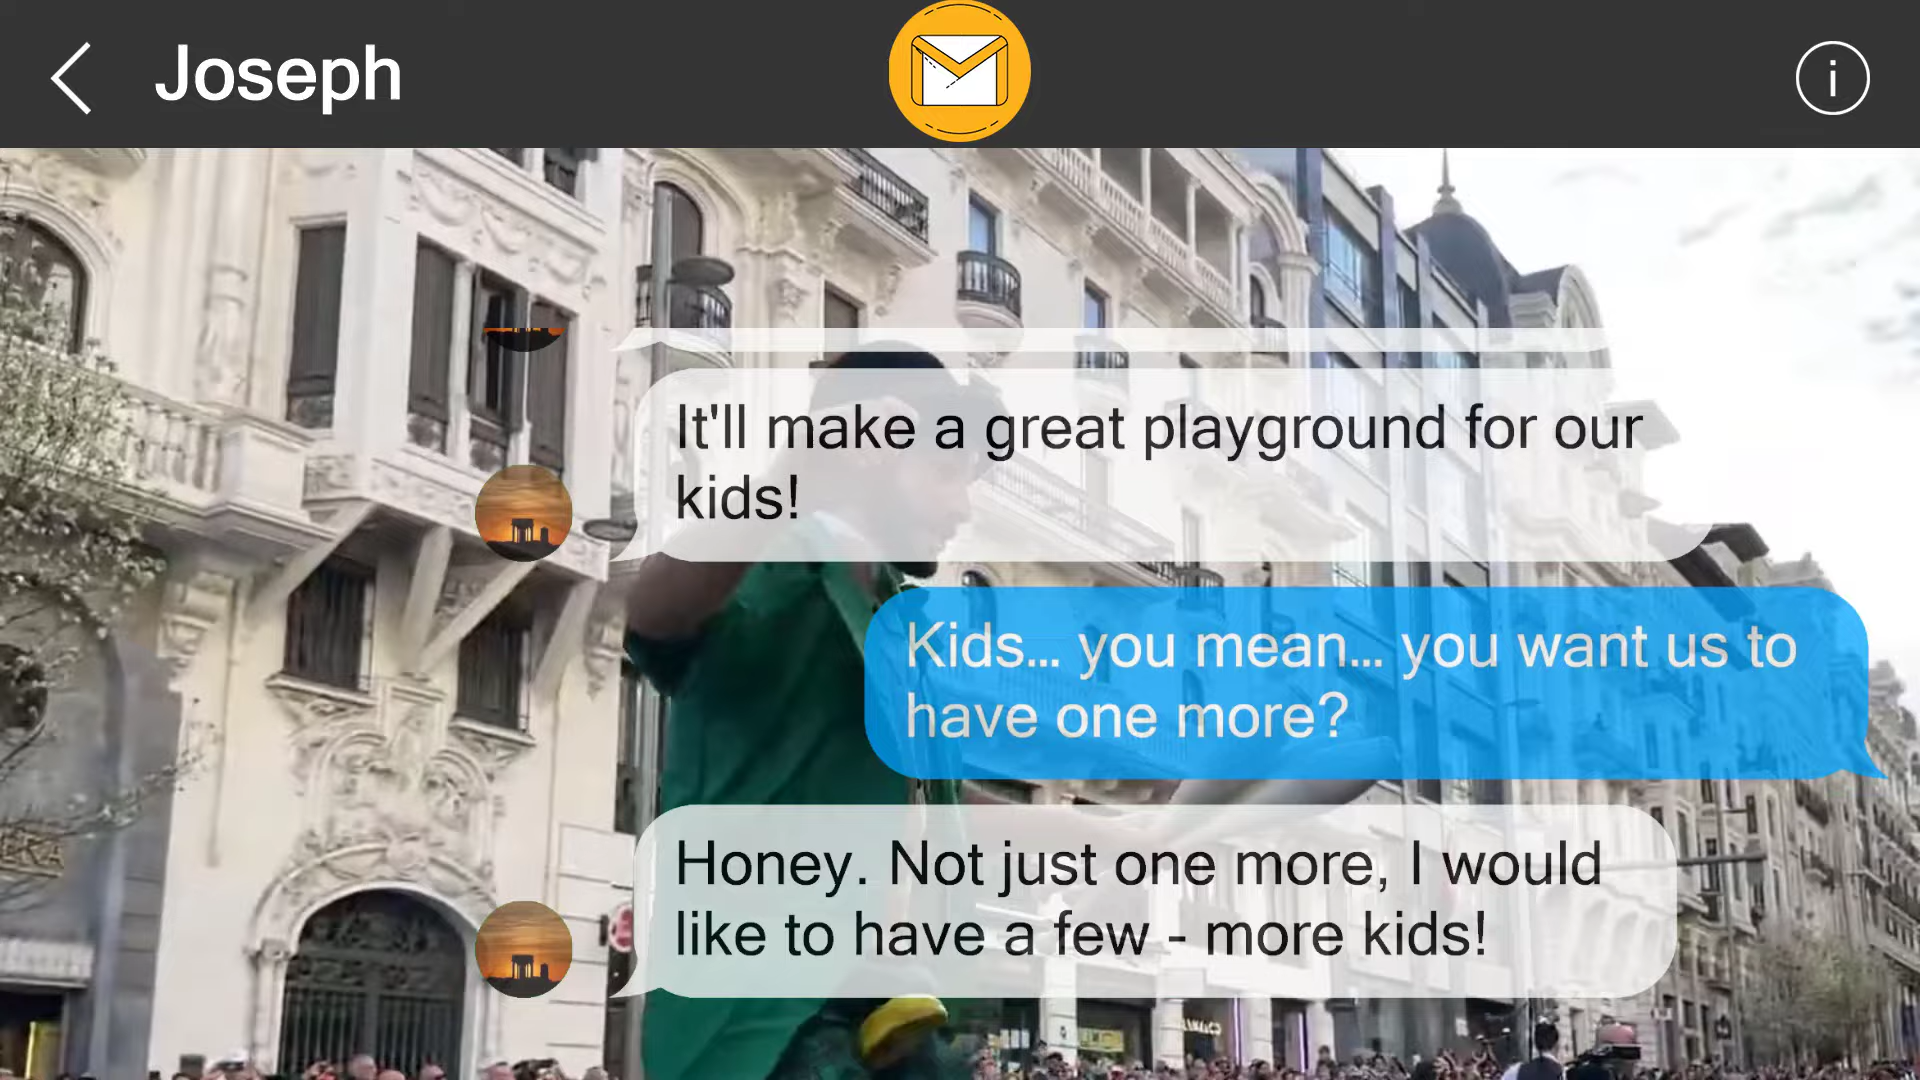 Joseph
It'll make a great playground for our
kids!
Kids... you mean... you want us to
have one more?
Honey. Not just one more, I would
like to have a few - more kids!